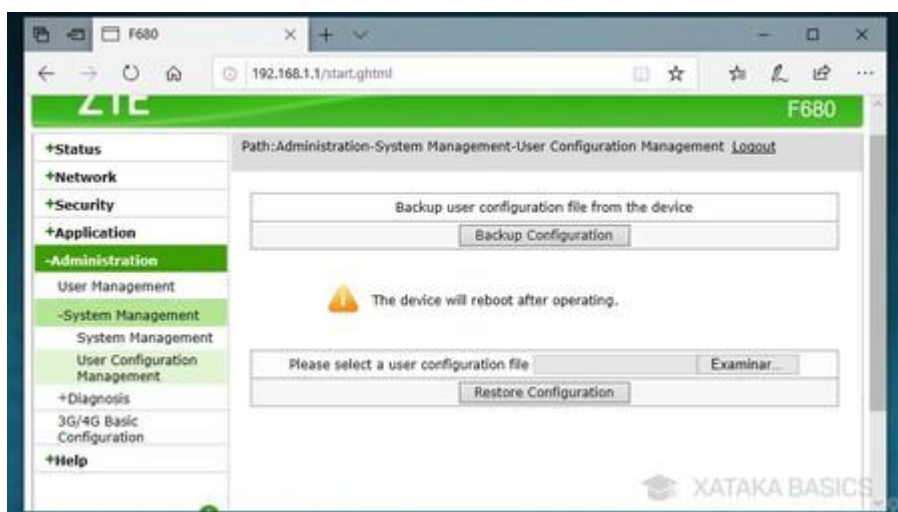 F680
192.168.1.1/start.ghtml
ZTE
F680
+Status
+Network
+Security
+Application
-Administration
User Management
-System Management
System Management
User Configuration
Management
+Diagnosis
3G/4G Basic
Configuration
+Help
Path:Administration-System Management-User Configuration Management Logout
Backup user configuration file from the device
Backup Configuration
The device will reboot after operating.
Please select a user configuration file
Examinar...
Restore Configuration
XATAKA BASICS